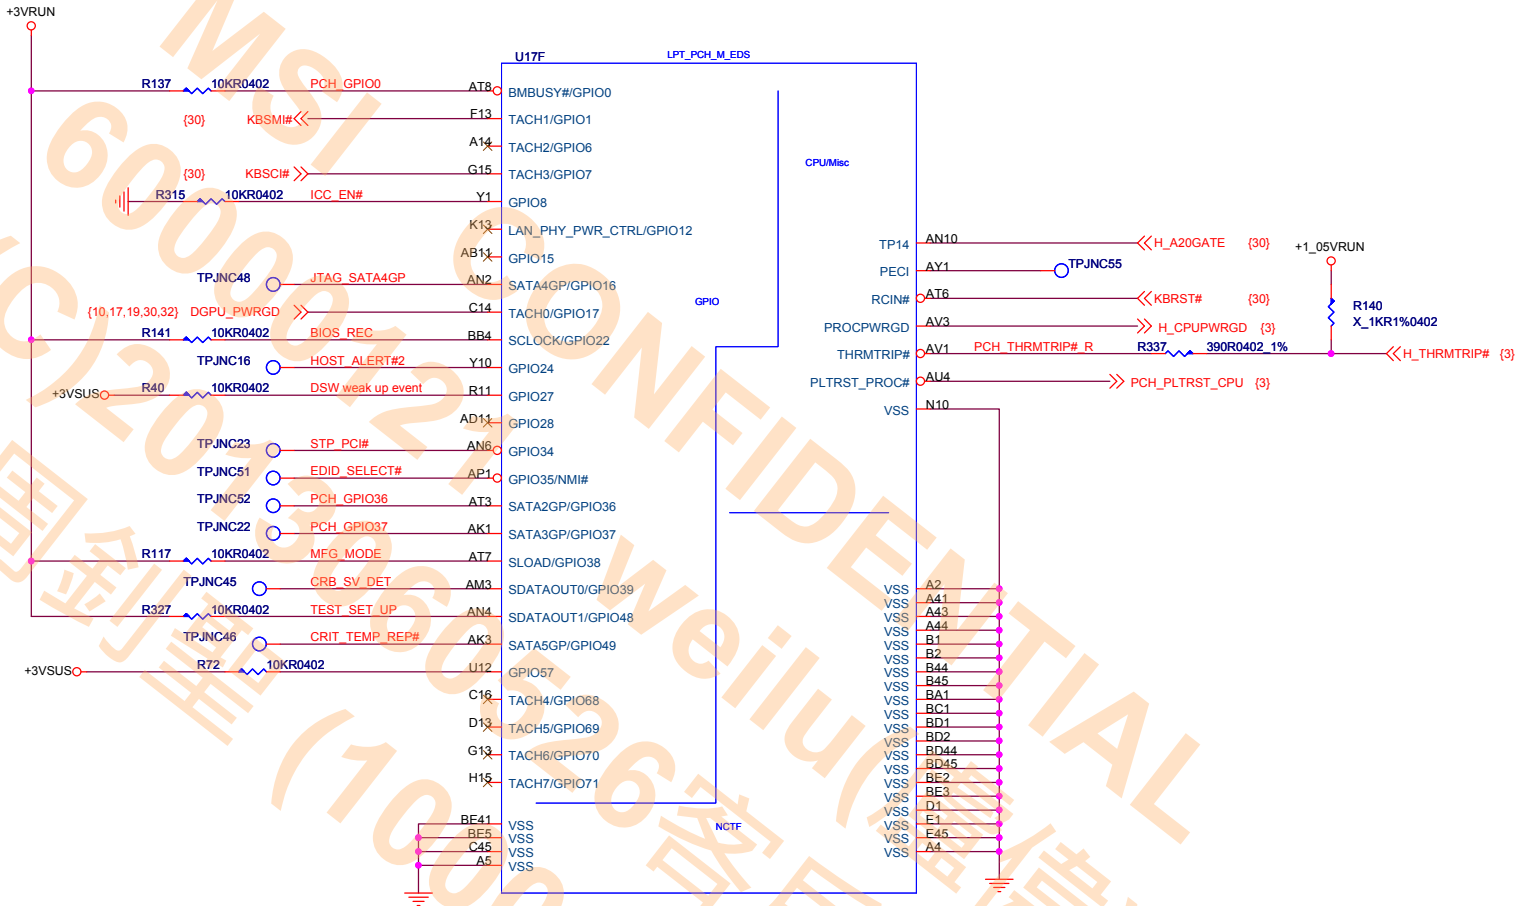 +3VRUN
U17F
LPT_PCH_M_EDS
R137 10KR0402 PCH_GPIO0 AT8 BMBUSY#/GPIO0
{30} KBSMI# F13 TACH1/GPIO1
A14 TACH2/GPIO6
{30} KBSCI# G15 TACH3/GPIO7
R315 10KR0402 ICC_EN# Y1 GPIO8
K13 LAN_PHY_PWR_CTRL/GPIO12
AB11 GPIO15
TPJNC48 JTAG_SATA4GP AN2 SATA4GP/GPIO16
{10,17,19,30,32} DGPU_PWRGD C14 TACH0/GPIO17
R141 10KR0402 BIOS_REC BB4 SCLOCK/GPIO22
TPJNC16 HOST_ALERT#2 Y10 GPIO24
+3VSUS R40 10KR0402 DSW weak up event R11 GPIO27
AD11 GPIO28
TPJNC23 STP_PCI# AN6 GPIO34
TPJNC51 EDID_SELECT# AP1 GPIO35/NMI#
TPJNC52 PCH_GPIO36 AT3 SATA2GP/GPIO36
TPJNC22 PCH_GPIO37 AK1 SATA3GP/GPIO37
R117 10KR0402 MFG_MODE AT7 SLOAD/GPIO38
TPJNC45 CRB_SV_DET AM3 SDATAOUT0/GPIO39
R327 10KR0402 TEST_SET_UP AN4 SDATAOUT1/GPIO48
TPJNC46 CRIT_TEMP_REP# AK3 SATA5GP/GPIO49
+3VSUS R72 10KR0402 U12 GPIO57
C16 TACH4/GPIO68
D13 TACH5/GPIO69
G13 TACH6/GPIO70
H15 TACH7/GPIO71
BE41 VSS
BE5 VSS
C45 VSS
A5 VSS
CPU/Misc
GPIO
NCTF
TP14 AN10 H_A20GATE {30}
PECI AY1 TPJNC55
RCIN# AT6 KBRST# {30}
PROCPWRGD AV3 H_CPUPWRGD {3}
THRMTRIP# AV1 PCH_THRMTRIP#_R R337 390R0402_1% H_THRMTRIP# {3}
+1_05VRUN
R140
X_1KR1%0402
PLTRST_PROC# AU4 PCH_PLTRST_CPU {3}
VSS N10
VSS A2
VSS A41
VSS A43
VSS A44
VSS B1
VSS B2
VSS B44
VSS B45
VSS BA1
VSS BC1
VSS BD1
VSS BD2
VSS BD44
VSS BD45
VSS BE2
VSS BE3
VSS D1
VSS E1
VSS E45
VSS A4
MSI CONFIDENTIAL